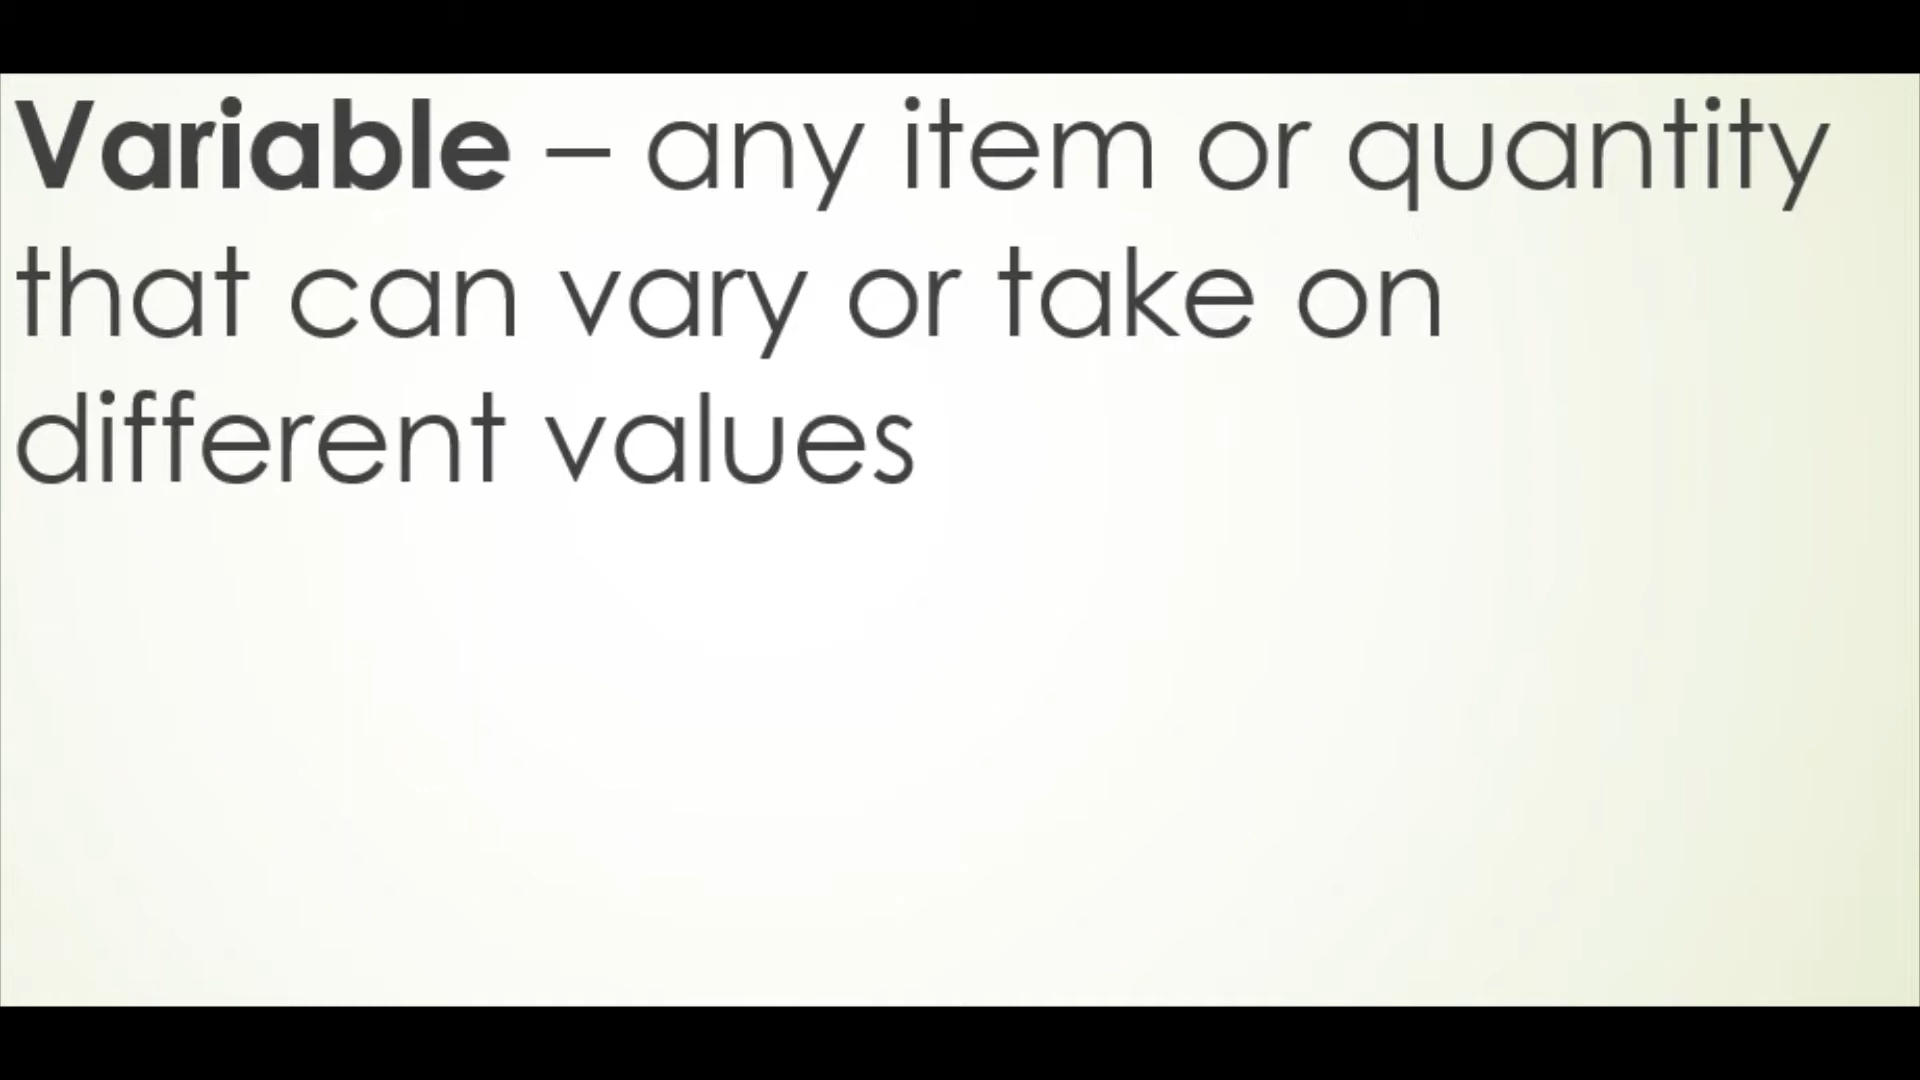 Variable – any item or quantity
that can vary or take on
different values